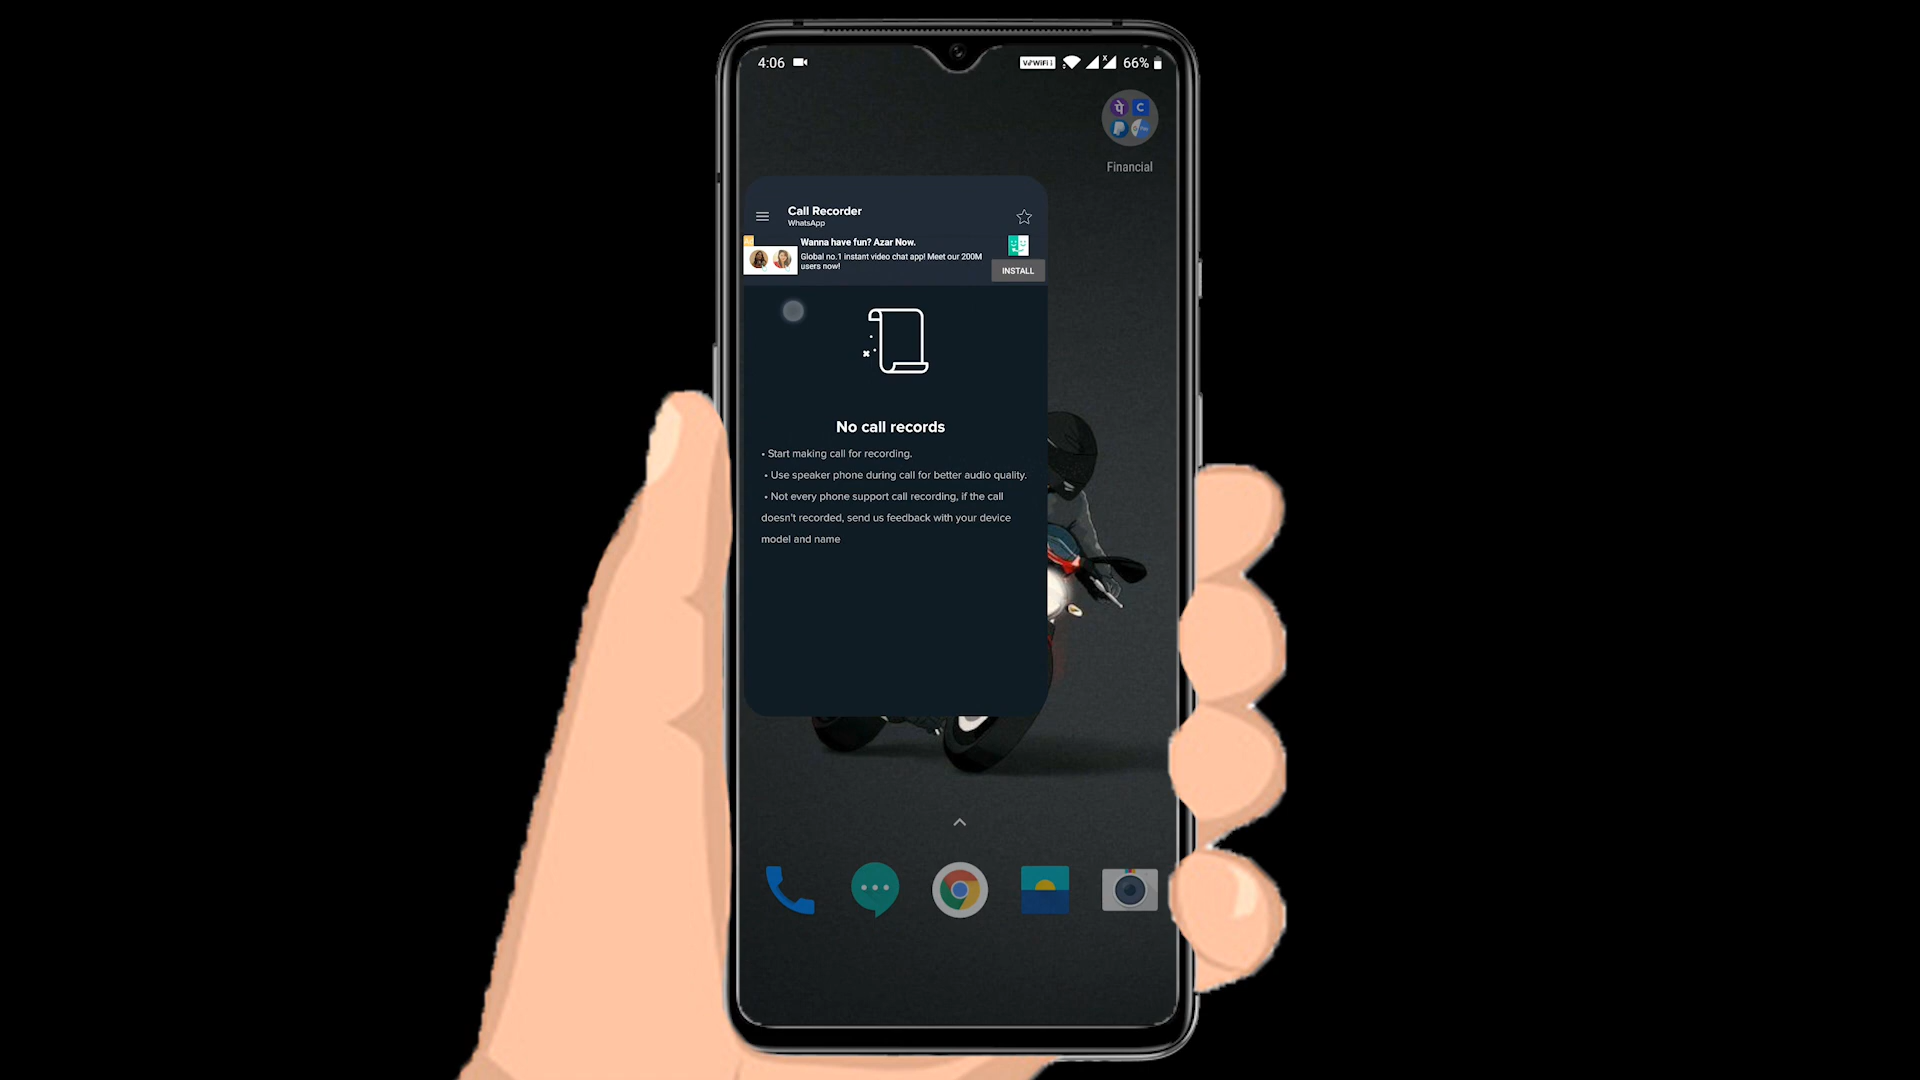 4:06
VoWiFi 1
66%
पे
C
Financial
Call Recorder
WhatsApp
Wanna have fun? Azar Now.
Global no.1 instant video chat app! Meet our 200M
users now!
INSTALL
No call records
• Start making call for recording.
• Use speaker phone during call for better audio quality.
• Not every phone support call recording, if the call
doesn't recorded, send us feedback with your device
model and name